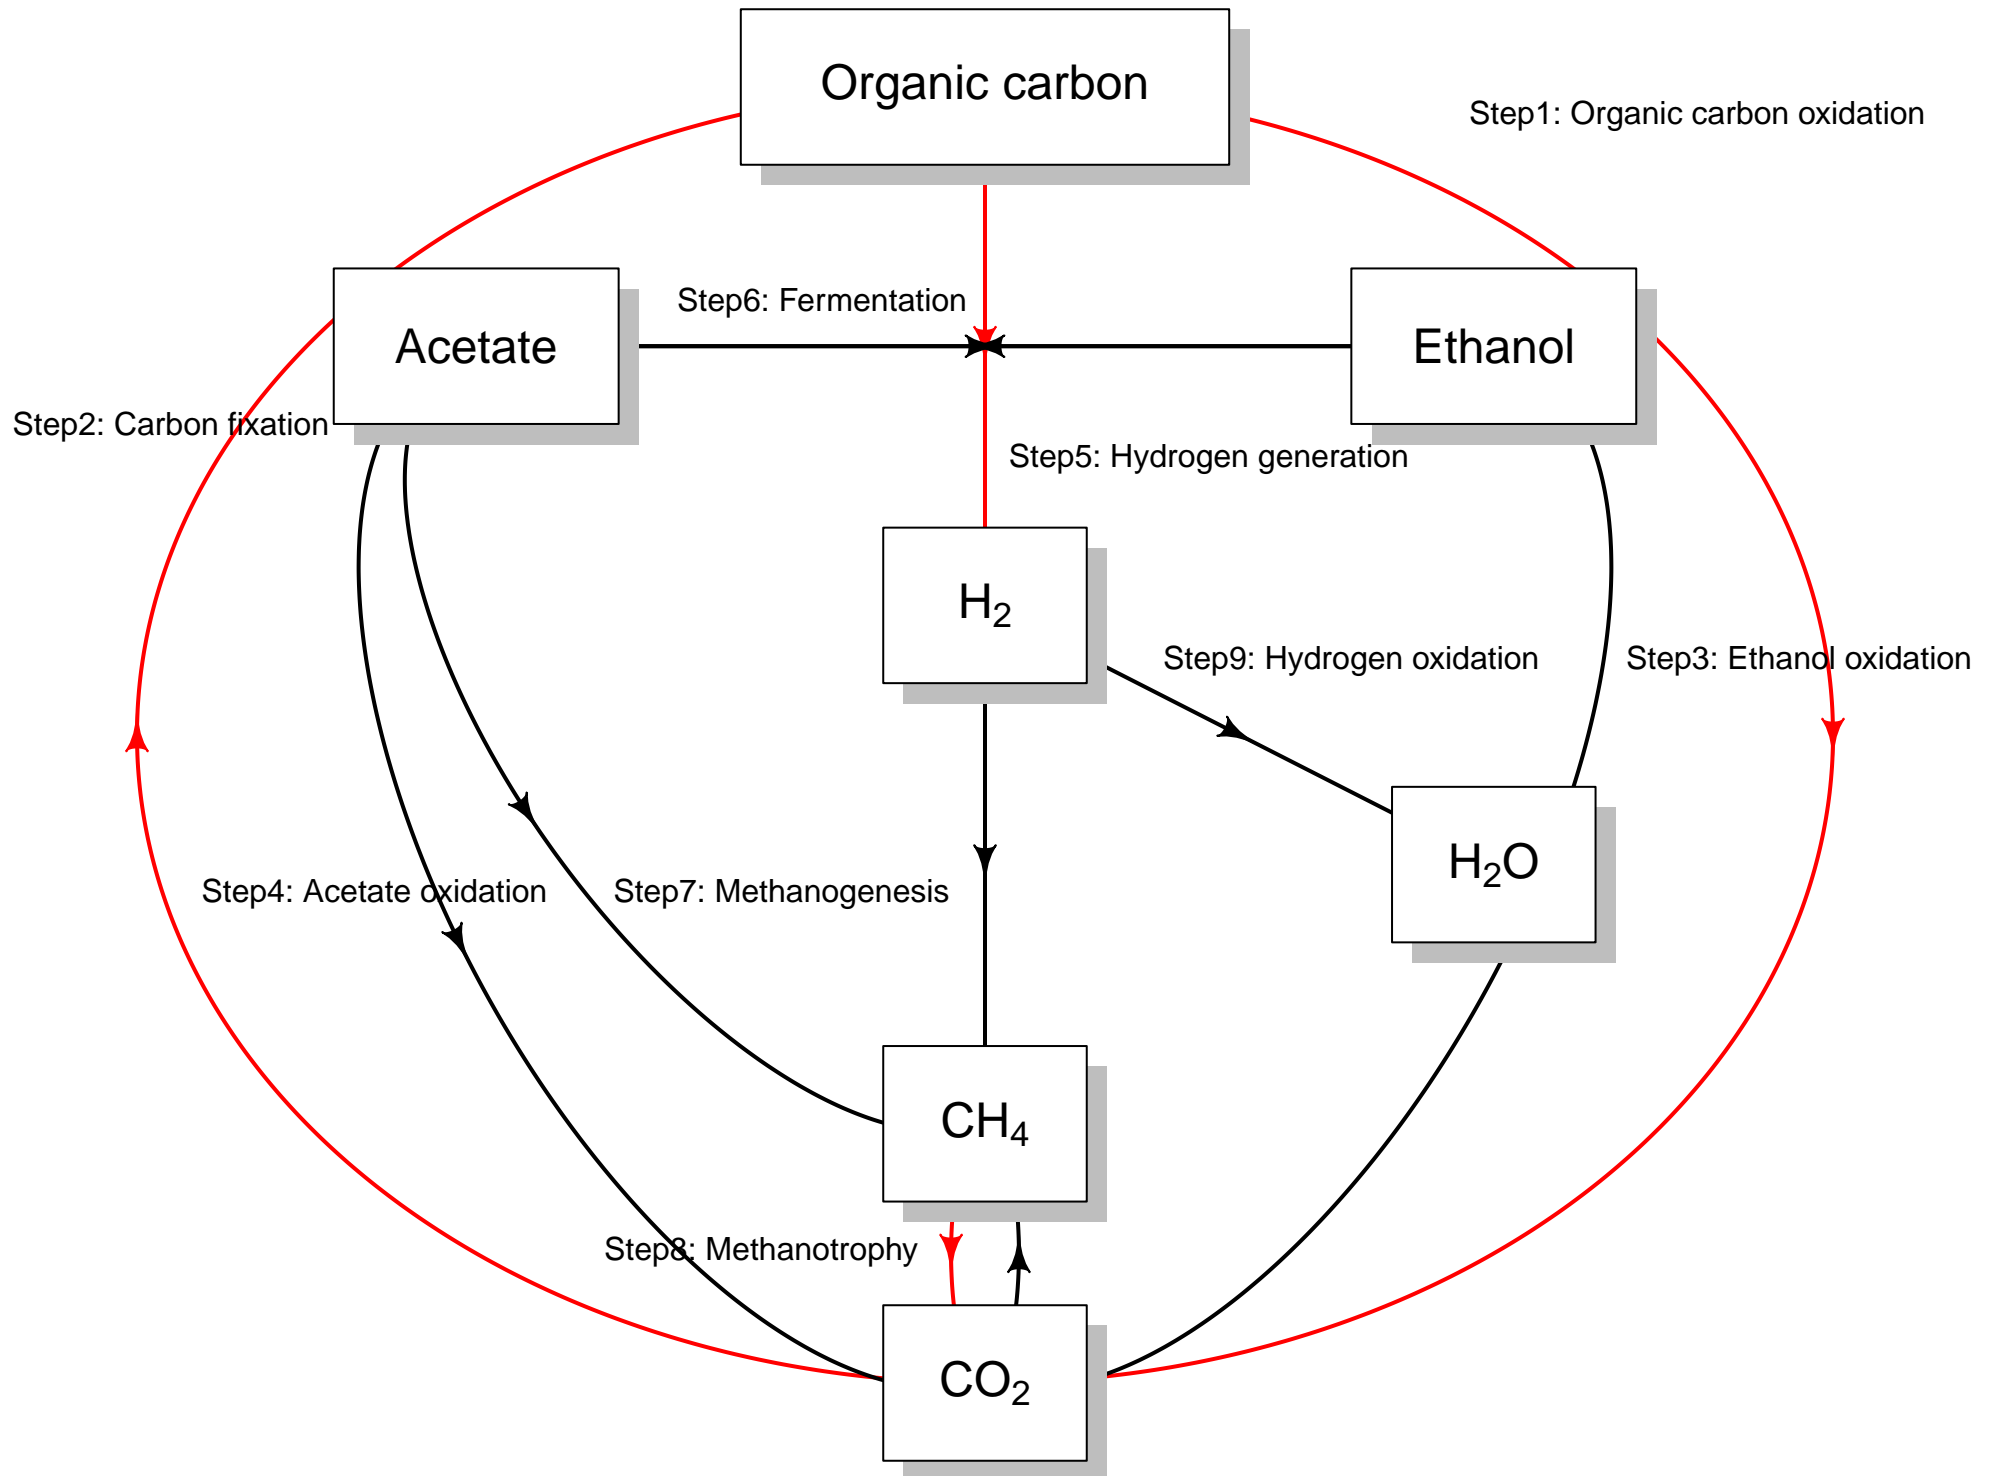 Organic carbon
Step1: Organic carbon oxidation
Step6: Fermentation
Acetate
Ethanol
Step2: Carbon fixation
Step5: Hydrogen generation
H₂
Step9: Hydrogen oxidation
Step3: Ethanol oxidation
H₂O
Step4: Acetate oxidation
Step7: Methanogenesis
CH₄
Step8: Methanotrophy
CO₂